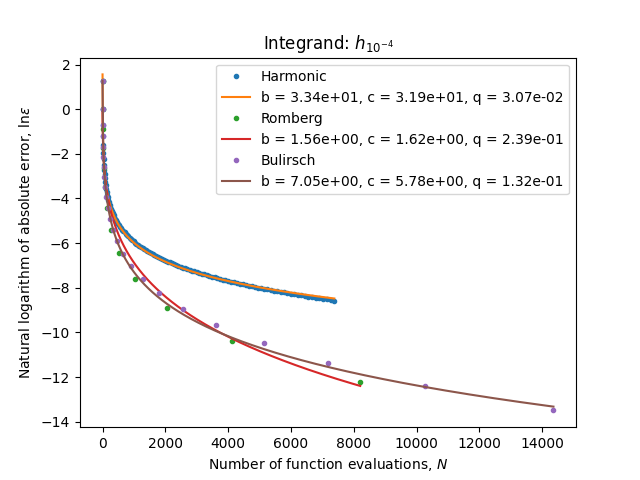 Integrand: h₁₀₋₄
Natural logarithm of absolute error, lnε
2
0
−2
−4
−6
−8
−10
−12
−14
Harmonic
b = 3.34e+01, c = 3.19e+01, q = 3.07e-02
Romberg
b = 1.56e+00, c = 1.62e+00, q = 2.39e-01
Bulirsch
b = 7.05e+00, c = 5.78e+00, q = 1.32e-01
0 2000 4000 6000 8000 10000 12000 14000
Number of function evaluations, N